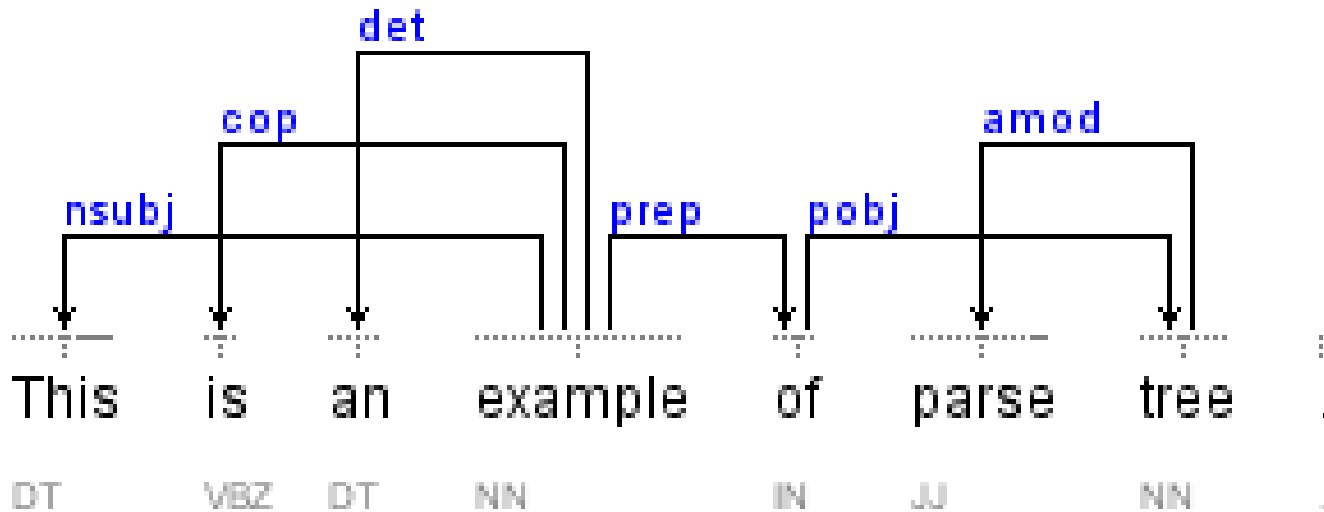 det
cop amod
nsubj prep pobj
This is an example of parse tree .
DT VBZ DT NN IN JJ NN .